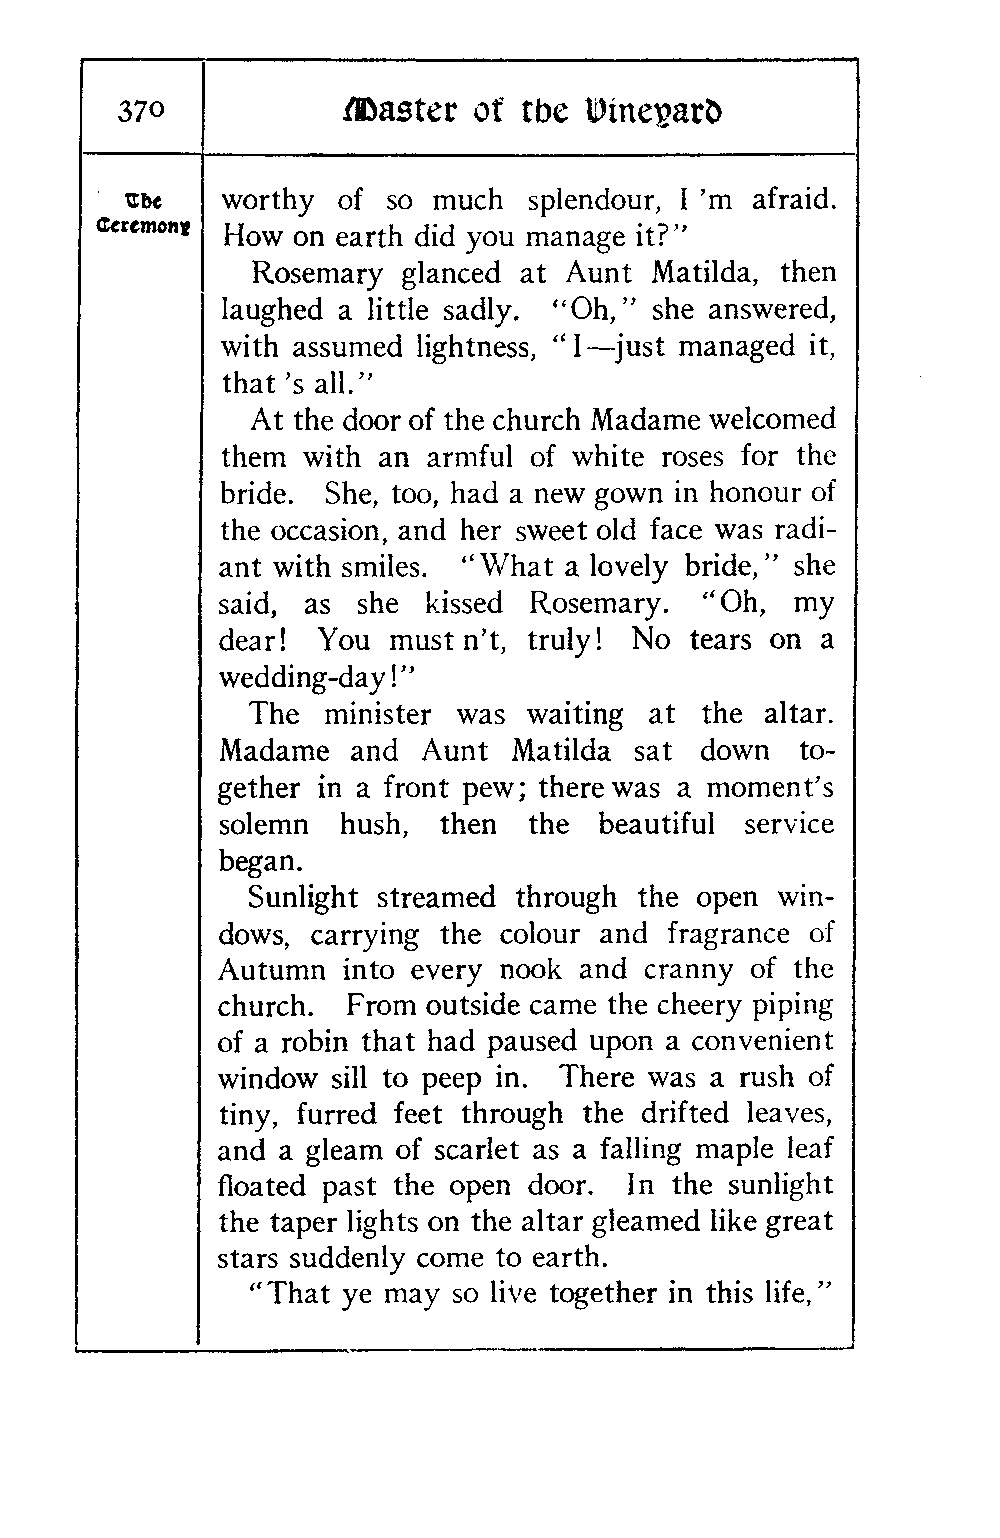 370
Master of the Vineyard
The
Ceremony
worthy of so much splendour, I 'm afraid.
How on earth did you manage it?"
Rosemary glanced at Aunt Matilda, then
laughed a little sadly. "Oh," she answered,
with assumed lightness, "I—just managed it,
that 's all."
At the door of the church Madame welcomed
them with an armful of white roses for the
bride. She, too, had a new gown in honour of
the occasion, and her sweet old face was radi-
ant with smiles. "What a lovely bride," she
said, as she kissed Rosemary. "Oh, my
dear! You must n't, truly! No tears on a
wedding-day!"
The minister was waiting at the altar.
Madame and Aunt Matilda sat down to-
gether in a front pew; there was a moment's
solemn hush, then the beautiful service
began.
Sunlight streamed through the open win-
dows, carrying the colour and fragrance of
Autumn into every nook and cranny of the
church. From outside came the cheery piping
of a robin that had paused upon a convenient
window sill to peep in. There was a rush of
tiny, furred feet through the drifted leaves,
and a gleam of scarlet as a falling maple leaf
floated past the open door. In the sunlight
the taper lights on the altar gleamed like great
stars suddenly come to earth.
"That ye may so live together in this life,"